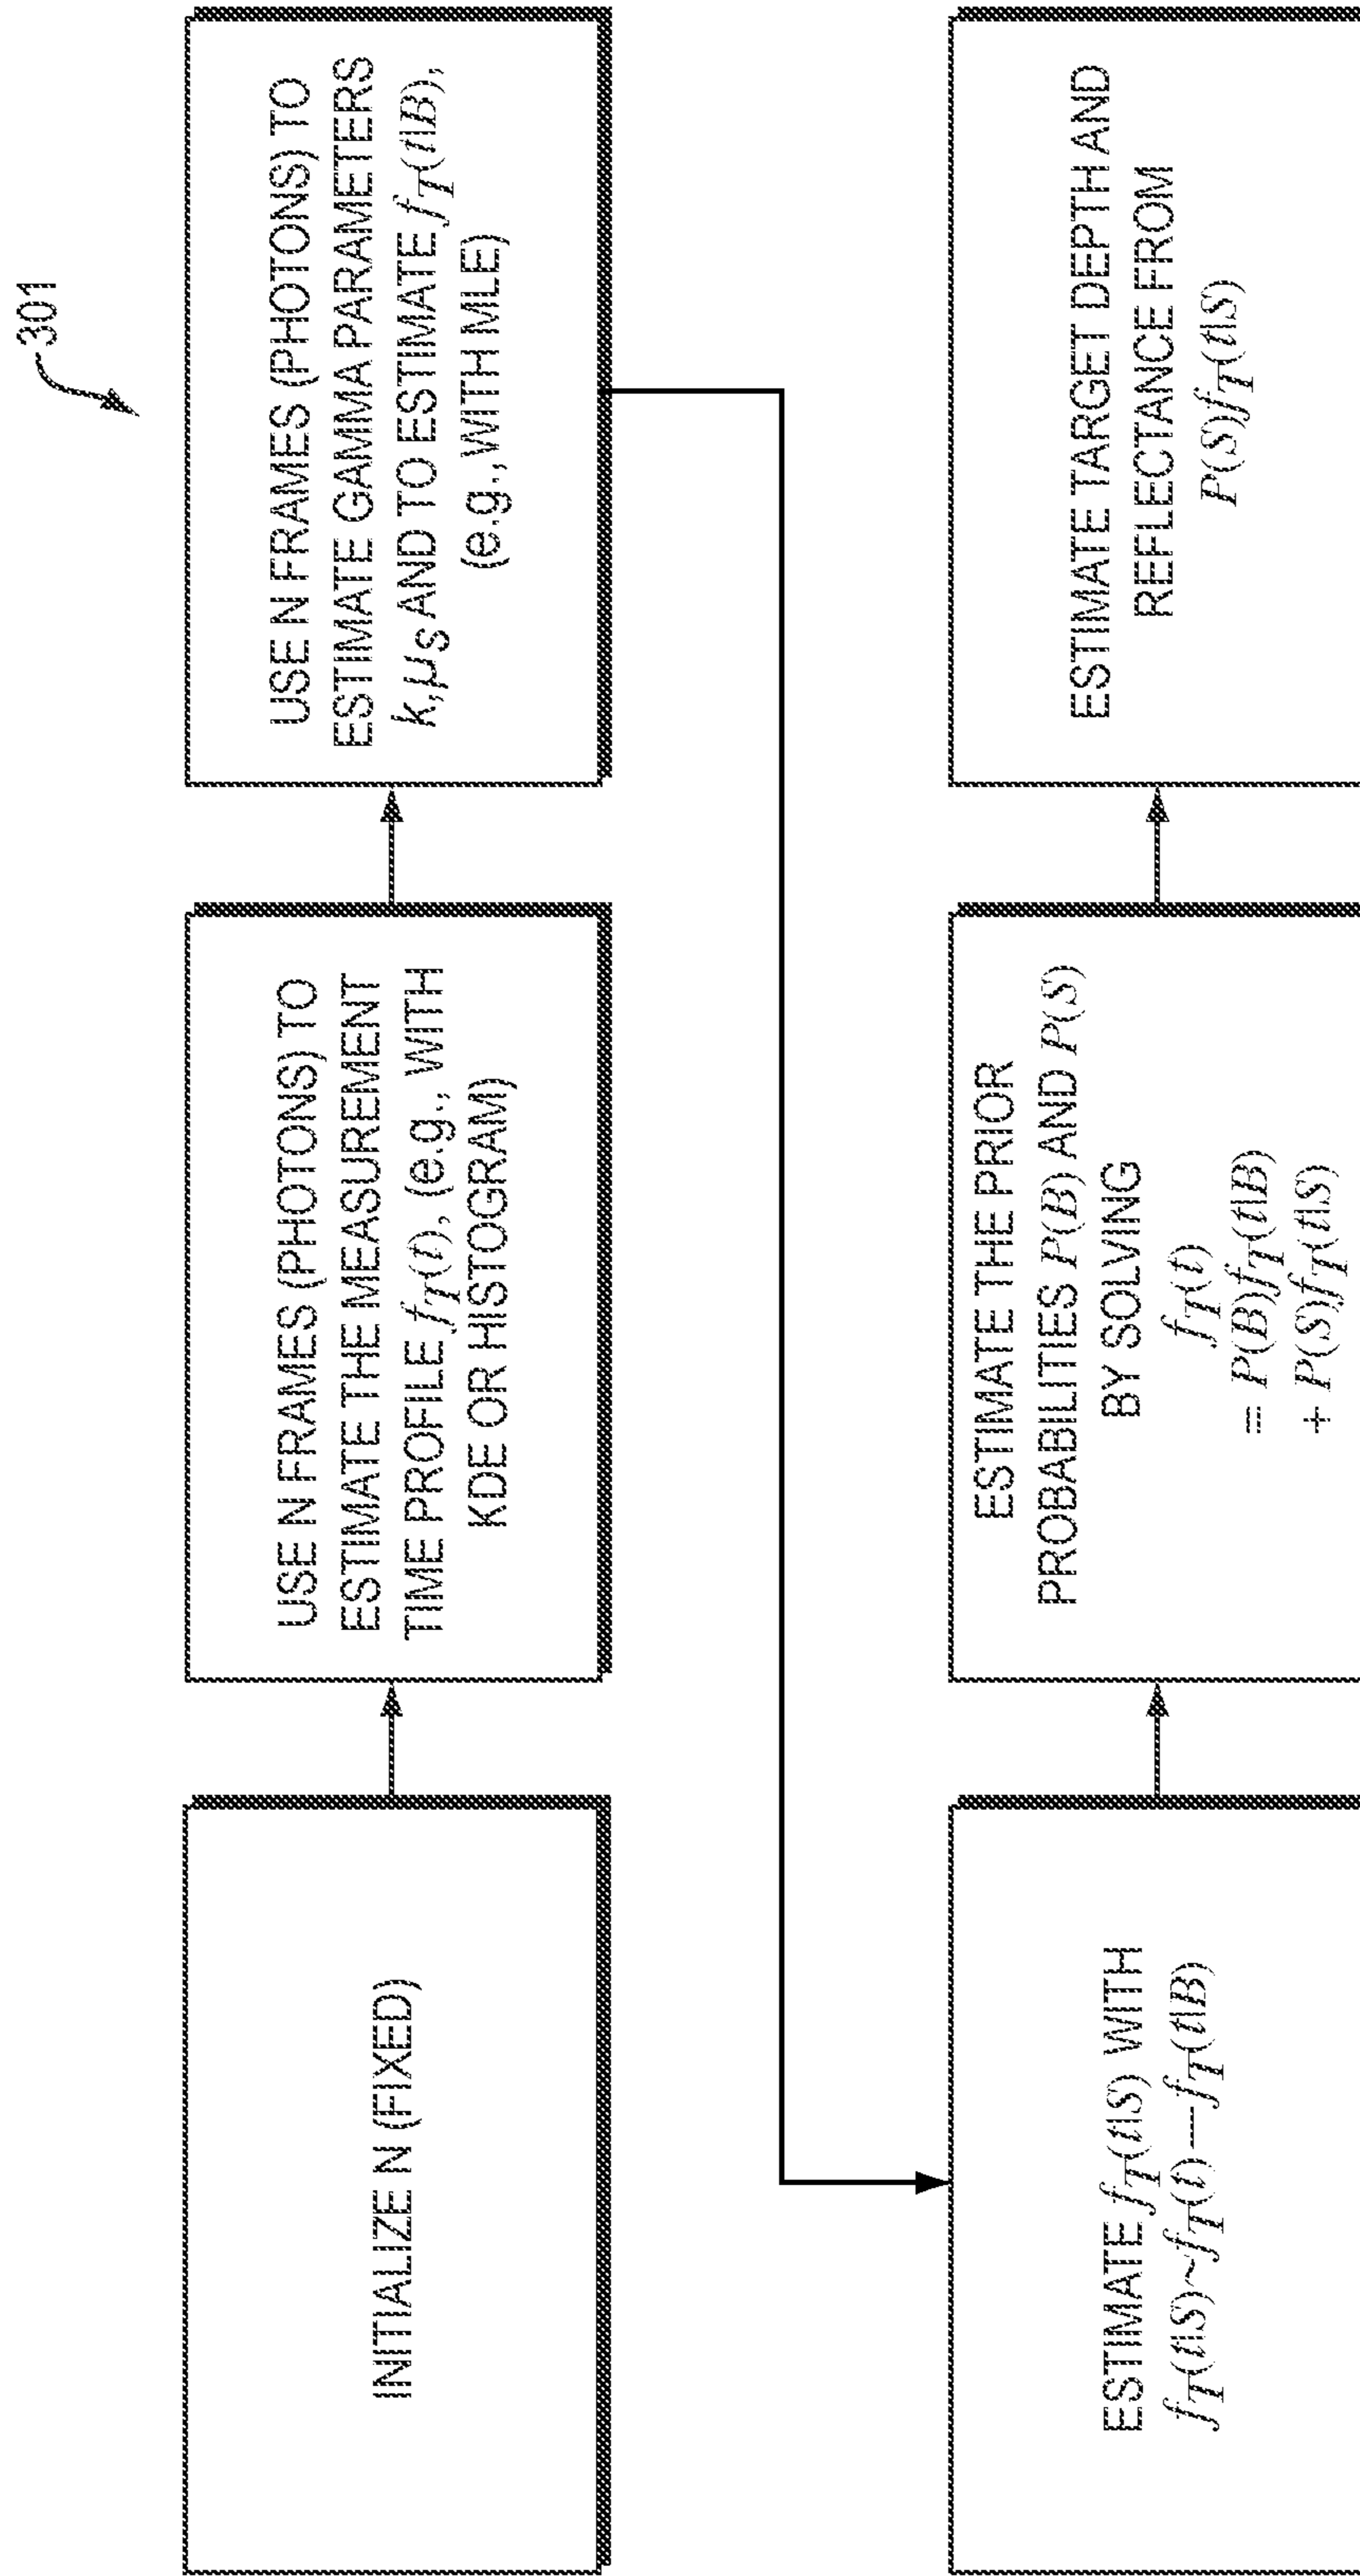 301
INITIALIZE N (FIXED)
USE N FRAMES (PHOTONS) TO
ESTIMATE THE MEASUREMENT
TIME PROFILE f_T(t), (e.g., WITH
KDE OR HISTOGRAM)
USE N FRAMES (PHOTONS) TO
ESTIMATE GAMMA PARAMETERS
k,μ_S AND TO ESTIMATE f_T(t|B),
(e.g., WITH MLE)
ESTIMATE f_T(t|S) WITH
f_T(t|S)~f_T(t) — f_T(t|B)
ESTIMATE THE PRIOR
PROBABILITIES P(B) AND P(S)
BY SOLVING
f_T(t)
= P(B)f_T(t|B)
+ P(S)f_T(t|S)
ESTIMATE TARGET DEPTH AND
REFLECTANCE FROM
P(S)f_T(t|S)